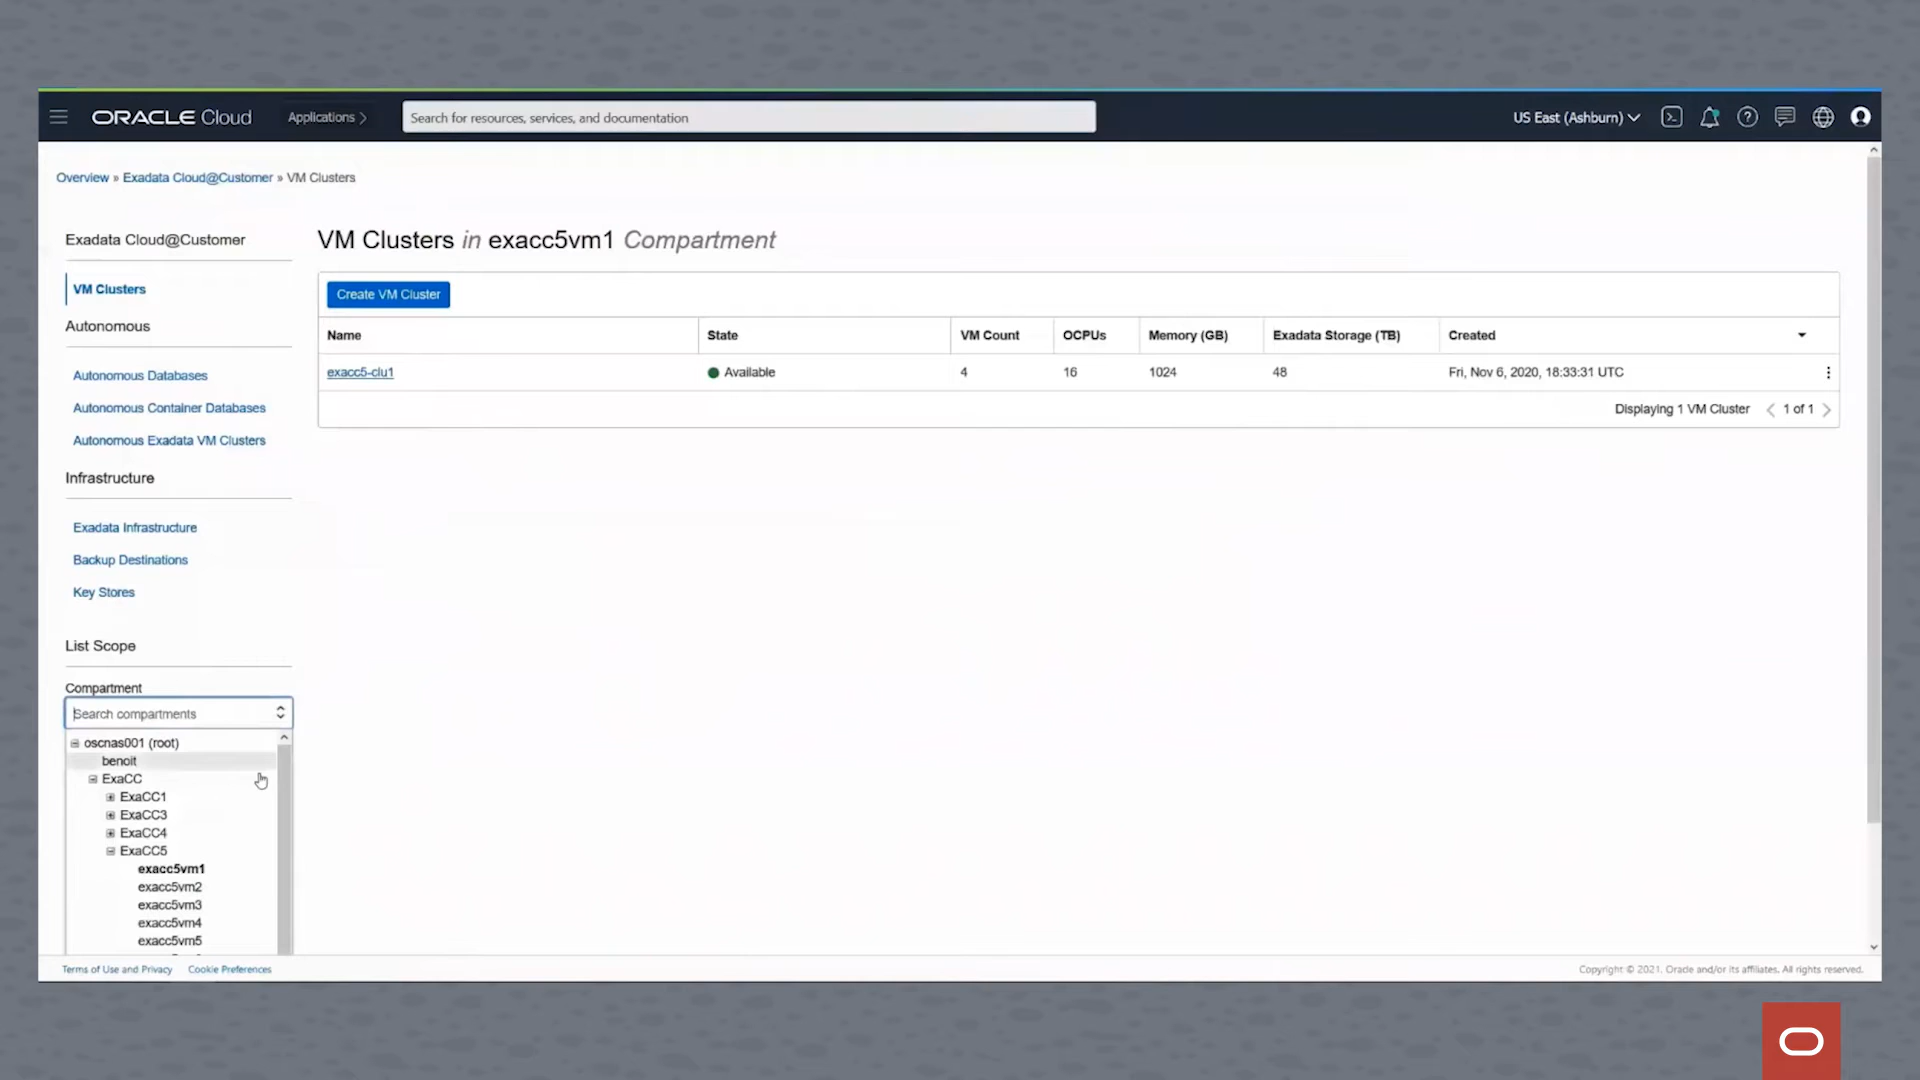 ORACLE Cloud
Applications
Search for resources, services, and documentation
US East (Ashburn)
Overview » Exadata Cloud@Customer » VM Clusters
Exadata Cloud@Customer
VM Clusters
Autonomous
Autonomous Databases
Autonomous Container Databases
Autonomous Exadata VM Clusters
Infrastructure
Exadata Infrastructure
Backup Destinations
Key Stores
List Scope
Compartment
Search compartments
oscnas001 (root)
benoit
ExaCC
ExaCC1
ExaCC3
ExaCC4
ExaCC5
exacc5vm1
exacc5vm2
exacc5vm3
exacc5vm4
exacc5vm5
VM Clusters in exacc5vm1 Compartment
Create VM Cluster
Name State VM Count OCPUs Memory (GB) Exadata Storage (TB) Created
exacc5-clu1 Available 4 16 1024 48 Fri, Nov 6, 2020, 18:33:31 UTC
Displaying 1 VM Cluster 1 of 1
Terms of Use and Privacy Cookie Preferences
Copyright © 2021, Oracle and/or its affiliates. All rights reserved.